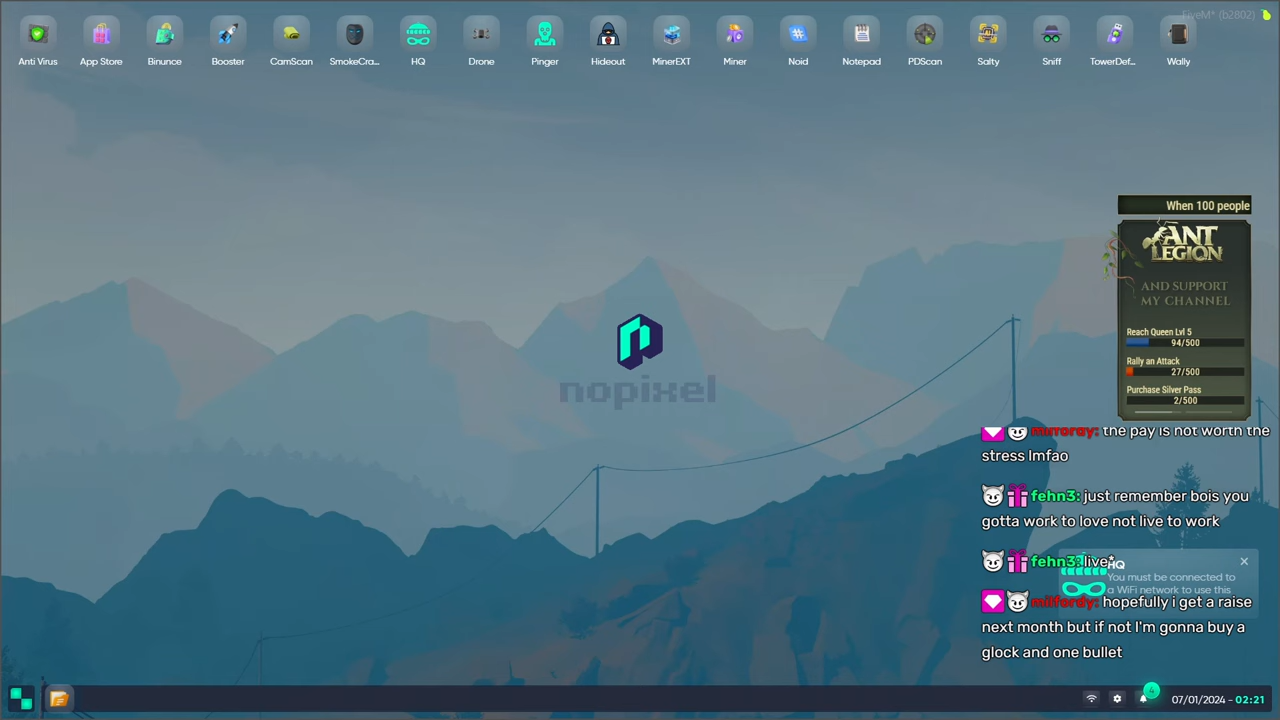 FiveM* (b2802)
Anti Virus
App Store
Binunce
Booster
CamScan
SmokeCra...
HQ
Drone
Pinger
Hideout
MinerEXT
Miner
Noid
Notepad
PDScan
Salty
Sniff
TowerDef...
Wally
When 100 people
ANT
LEGION
AND SUPPORT
MY CHANNEL
Reach Queen Lvl 5
94/500
Rally an Attack
27/500
Purchase Silver Pass
2/500
nopixel
the pay is not worth the
stress lmfao
fehn3: just remember bois you
gotta work to love not live to work
fehn3: live*
HQ
You must be connected to
a WiFi network to use this
hopefully i get a raise
next month but if not I'm gonna buy a
glock and one bullet
07/01/2024 - 02:21